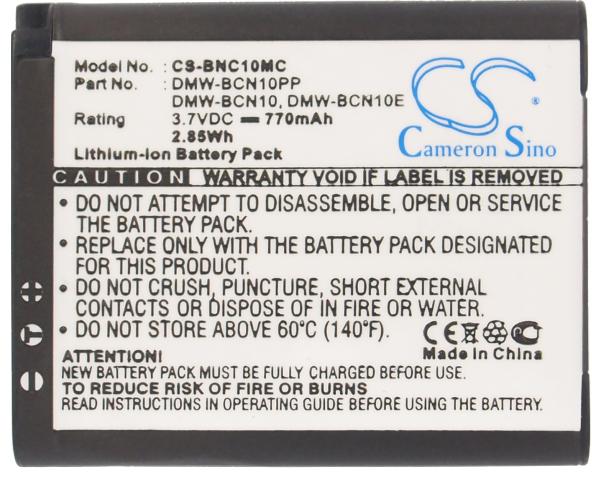 Model No.: CS-BNC10MC
Part No.: DMW-BCN10PP
DMW-BCN10, DMW-BCN10E
Rating: 3.7VDC 770mAh
2.85Wh
Lithium-Ion Battery Pack
CS
®
Cameron Sino
CAUTION WARRANTY VOID IF LABEL IS REMOVED
• DO NOT ATTEMPT TO DISASSEMBLE, OPEN OR SERVICE
THE BATTERY PACK.
• REPLACE ONLY WITH THE BATTERY PACK DESIGNATED
FOR THIS PRODUCT.
• DO NOT CRUSH, PUNCTURE, SHORT EXTERNAL
CONTACTS OR DISPOSE OF IN FIRE OR WATER.
• DO NOT STORE ABOVE 60°C (140°F).
CE
Made in China
ATTENTION:
NEW BATTERY PACK MUST BE FULLY CHARGED BEFORE USE
TO REDUCE RISK OF FIRE OR BURNS
READ INSTRUCTIONS IN OPERATING GUIDE BEFORE USING THE BATTERY.
+
T
-